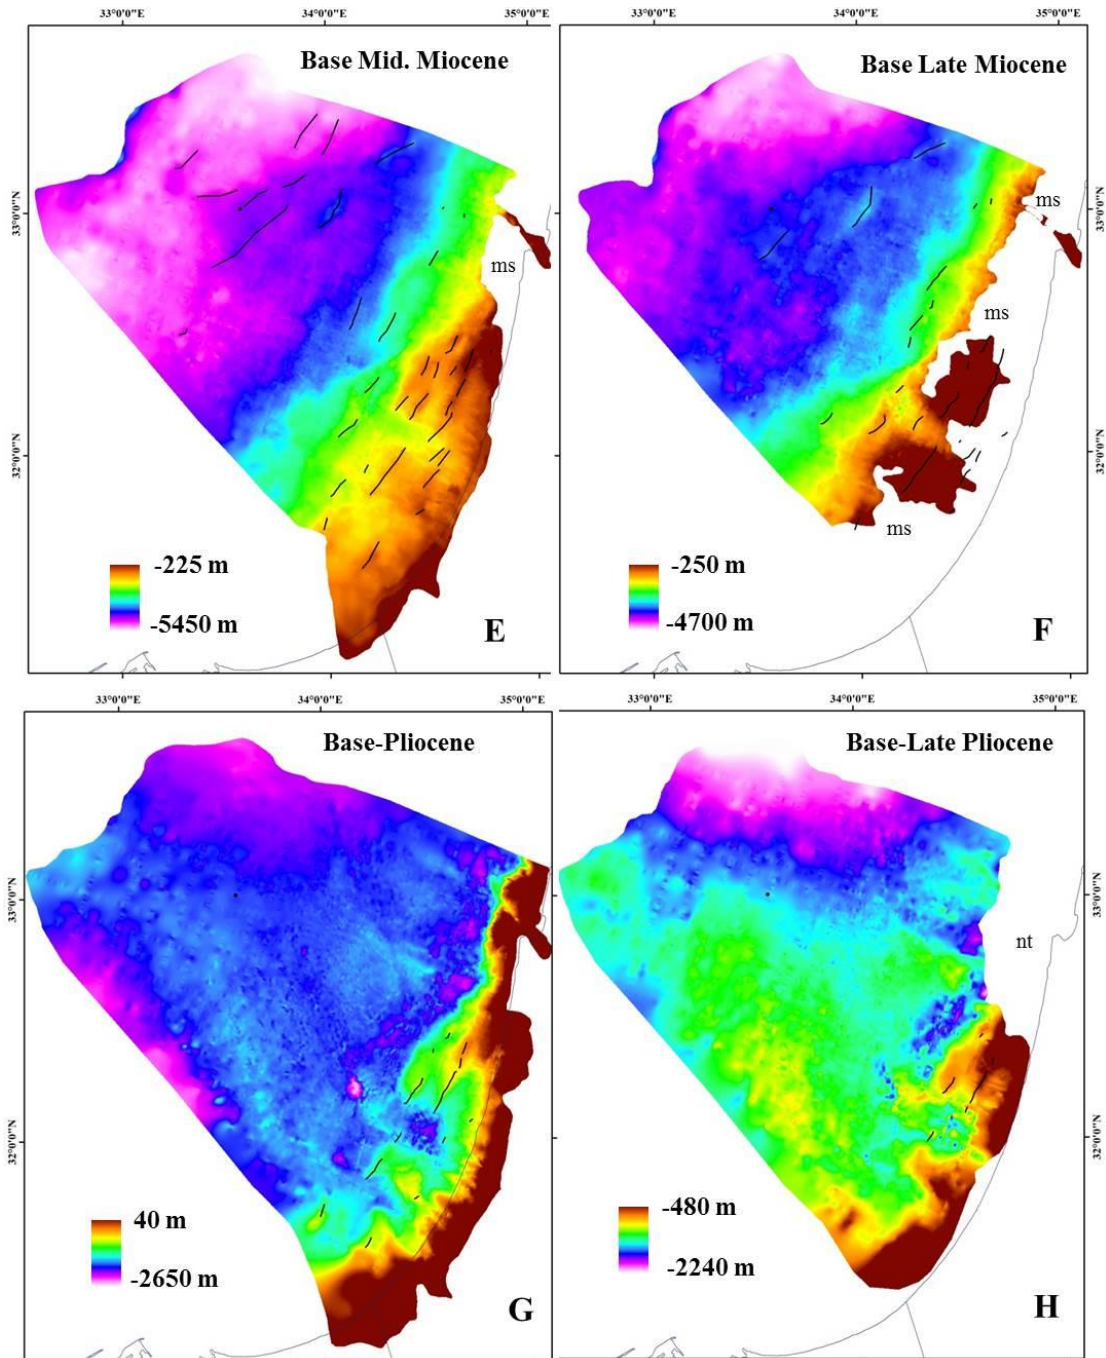 33°0'0"E 34°0'0"E 35°0'0"E 33°0'0"E 34°0'0"E 35°0'0"E
Base Mid. Miocene
Base Late Miocene
33°0'0"N
33°0'0"N
ms
ms
ms
32°0'0"N
32°0'0"N
ms
-225 m
-5450 m
E
-250 m
-4700 m
F
33°0'0"E 34°0'0"E 35°0'0"E 33°0'0"E 34°0'0"E 35°0'0"E
Base-Pliocene
Base-Late Pliocene
33°0'0"N
33°0'0"N
nt
32°0'0"N
32°0'0"N
40 m
-2650 m
G
-480 m
-2240 m
H